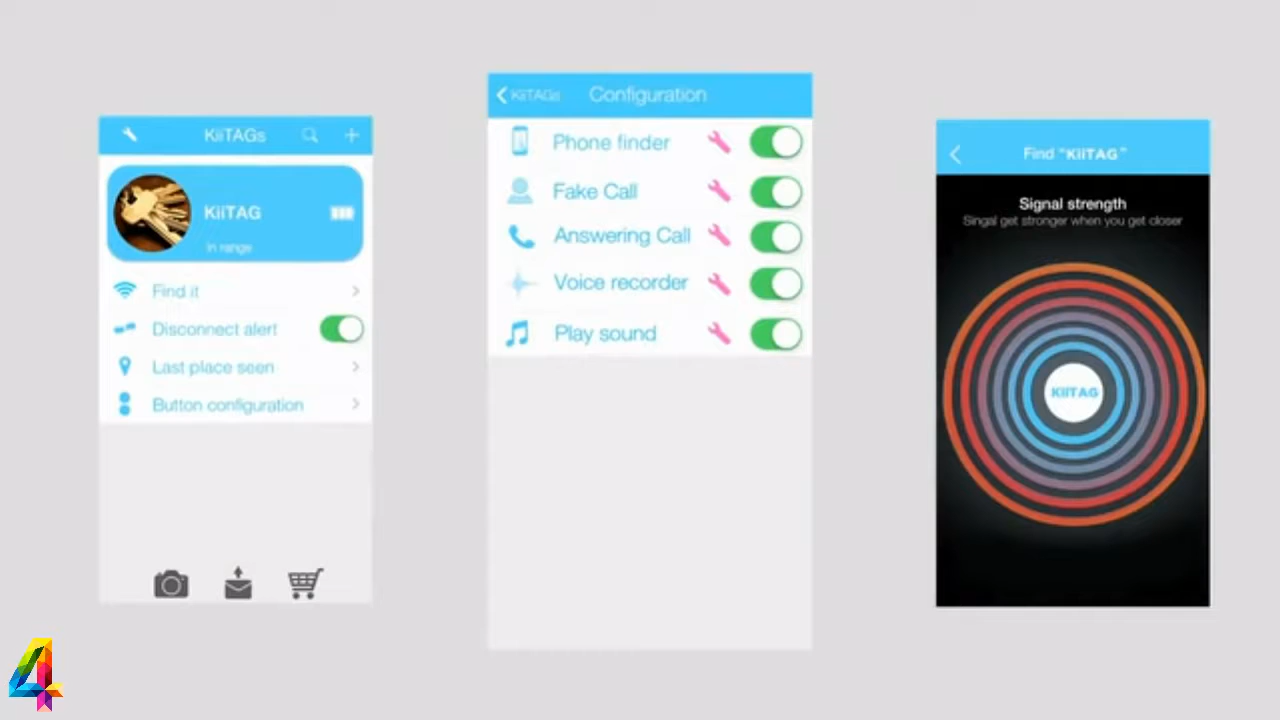 KiiTAGs
KiiTAG
In range
Find it
Disconnect alert
Last place seen
Button configuration
KiiTAGs
Configuration
Phone finder
Fake Call
Answering Call
Voice recorder
Play sound
Find "KIITAG"
Signal strength
Singal get stronger when you get closer
KIITAG
4